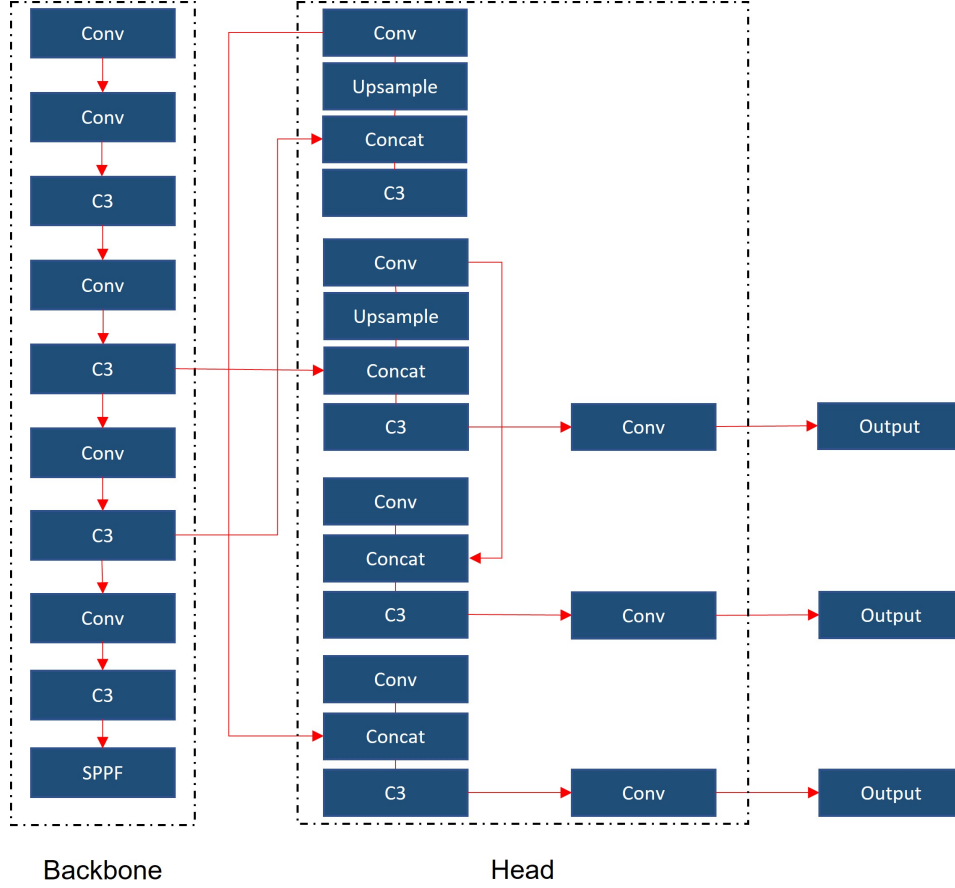 Conv
Conv
C3
Conv
C3
Conv
C3
Conv
C3
SPPF
Backbone
Conv
Upsample
Concat
C3
Conv
Upsample
Concat
C3
Conv
Output
Conv
Concat
C3
Conv
Output
Conv
Concat
C3
Conv
Output
Head